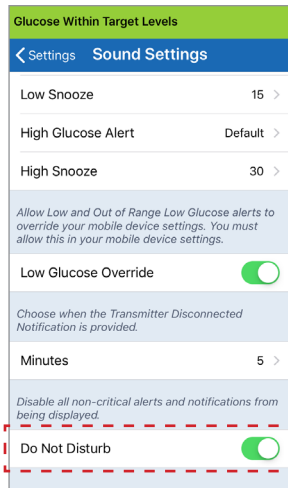 Glucose Within Target Levels
Settings Sound Settings
Low Snooze 15
High Glucose Alert Default
High Snooze 30
Allow Low and Out of Range Low Glucose alerts to
override your mobile device settings. You must
allow this in your mobile device settings.
Low Glucose Override
Choose when the Transmitter Disconnected
Notification is provided.
Minutes 5
Disable all non-critical alerts and notifications from
being displayed.
Do Not Disturb